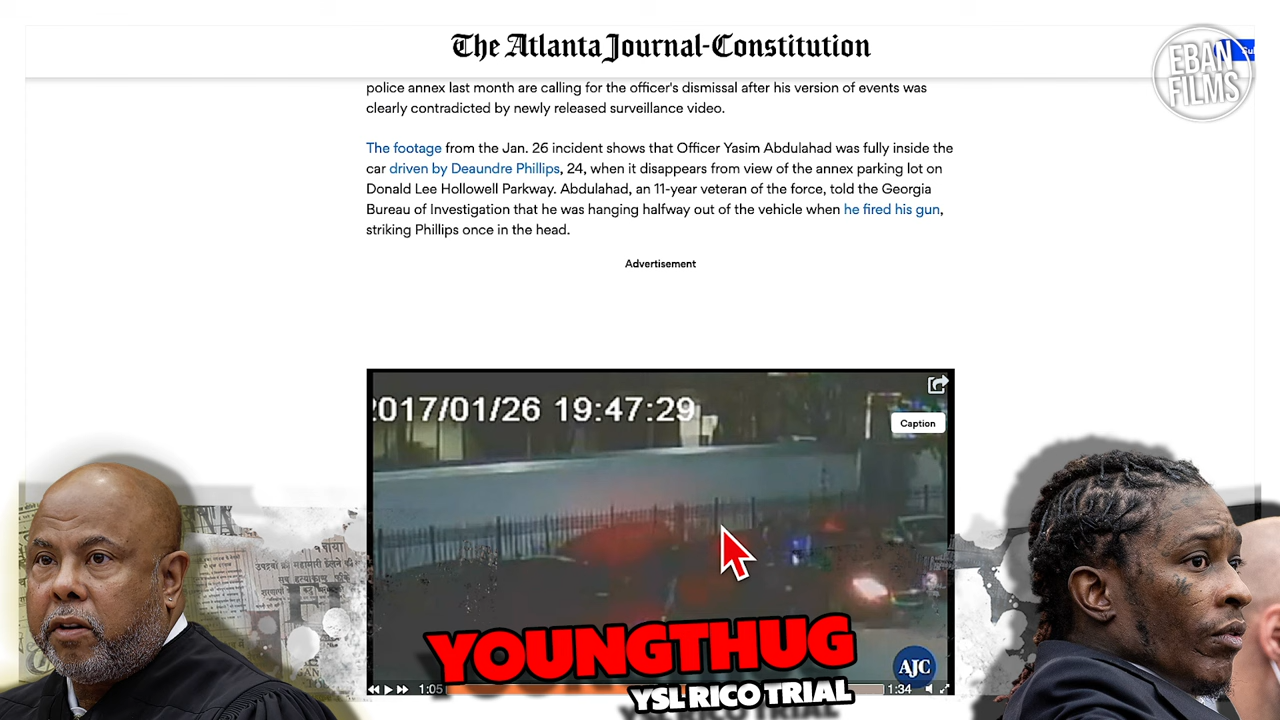 The Atlanta Journal-Constitution
EBAN
FILMS
police annex last month are calling for the officer's dismissal after his version of events was
clearly contradicted by newly released surveillance video.
The footage from the Jan. 26 incident shows that Officer Yasim Abdulahad was fully inside the
car driven by Deaundre Phillips, 24, when it disappears from view of the annex parking lot on
Donald Lee Hollowell Parkway. Abdulahad, an 11-year veteran of the force, told the Georgia
Bureau of Investigation that he was hanging halfway out of the vehicle when he fired his gun,
striking Phillips once in the head.
Advertisement
2017/01/26 19:47:29
Caption
YOUNGTHUG
YSL RICO TRIAL
AJC
1:05
1:34